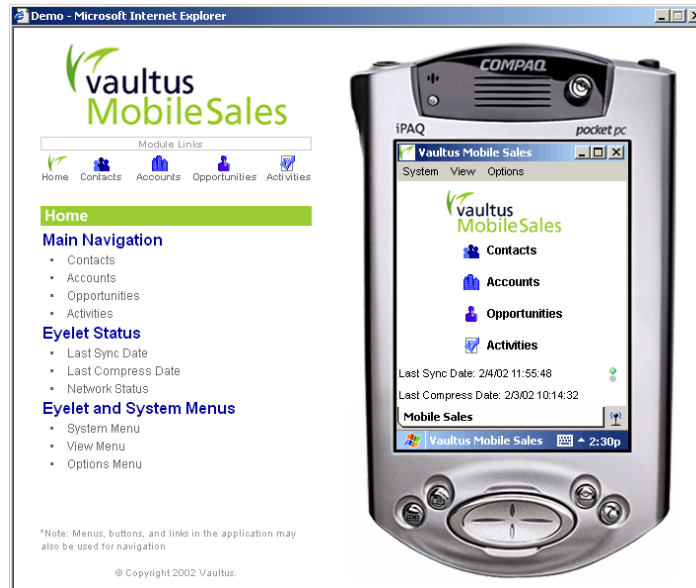 Demo - Microsoft Internet Explorer
vaultus
MobileSales
Module Links
Home Contacts Accounts Opportunities Activities
Home
Main Navigation
▪ Contacts
▪ Accounts
▪ Opportunities
▪ Activities
Eyelet Status
▪ Last Sync Date
▪ Last Compress Date
▪ Network Status
Eyelet and System Menus
▪ System Menu
▪ View Menu
▪ Options Menu
*Note: Menus, buttons, and links in the application may
also be used for navigation
© Copyright 2002 Vaultus.
COMPAQ
iPAQ pocket pc
Vaultus Mobile Sales
System View Options
vaultus
MobileSales
Contacts
Accounts
Opportunities
Activities
Last Sync Date: 2/4/02 11:55:48
Last Compress Date: 2/3/02 10:14:32
Mobile Sales
Vaultus Mobile Sales 2:30p